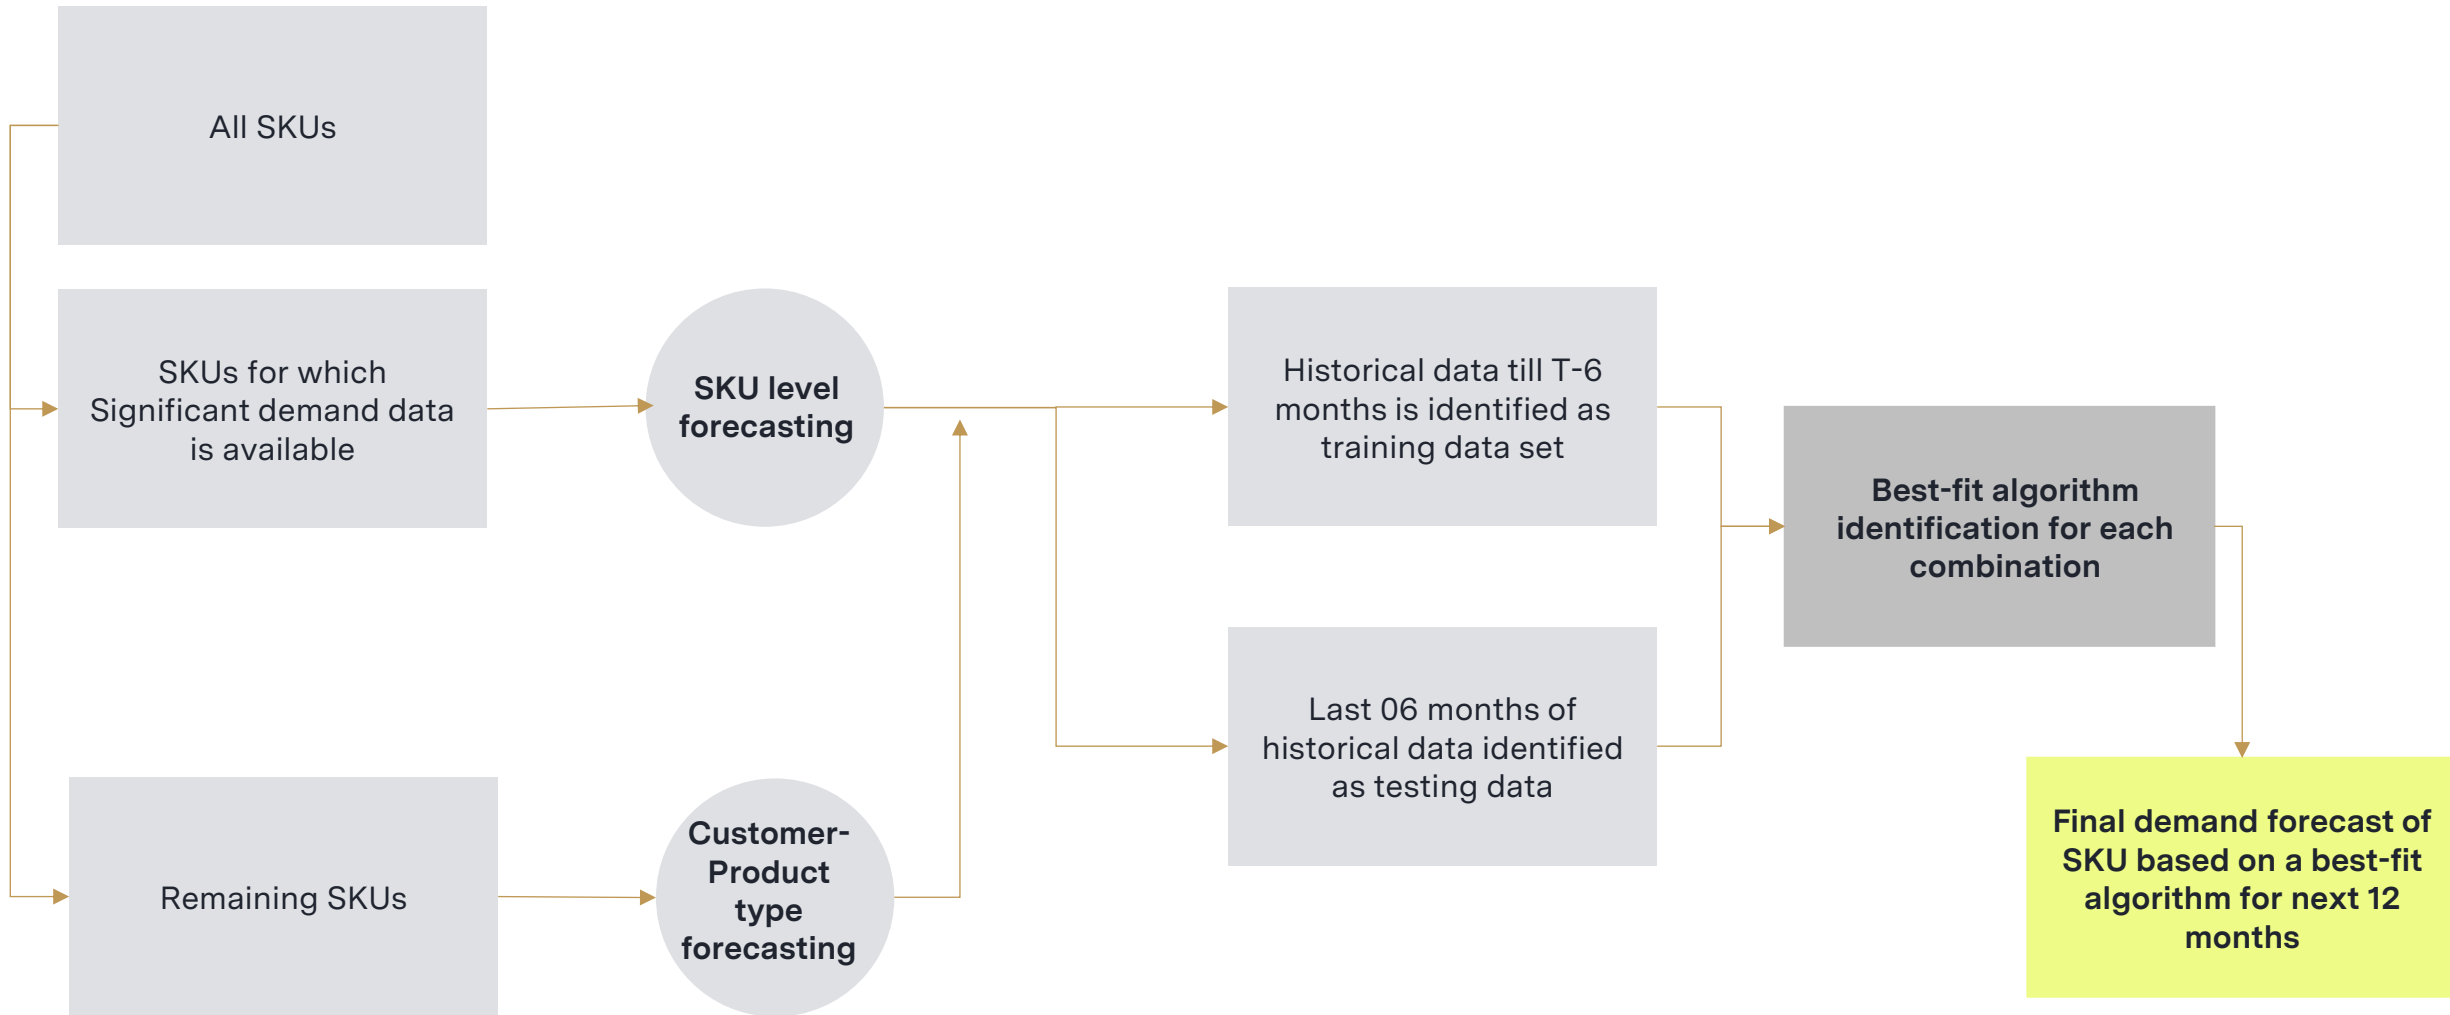 All SKUs
SKUs for which
Significant demand data
is available
SKU level
forecasting
Historical data till T-6
months is identified as
training data set
Best-fit algorithm
identification for each
combination
Last 06 months of
historical data identified
as testing data
Remaining SKUs
Customer-
Product
type
forecasting
Final demand forecast of
SKU based on a best-fit
algorithm for next 12
months